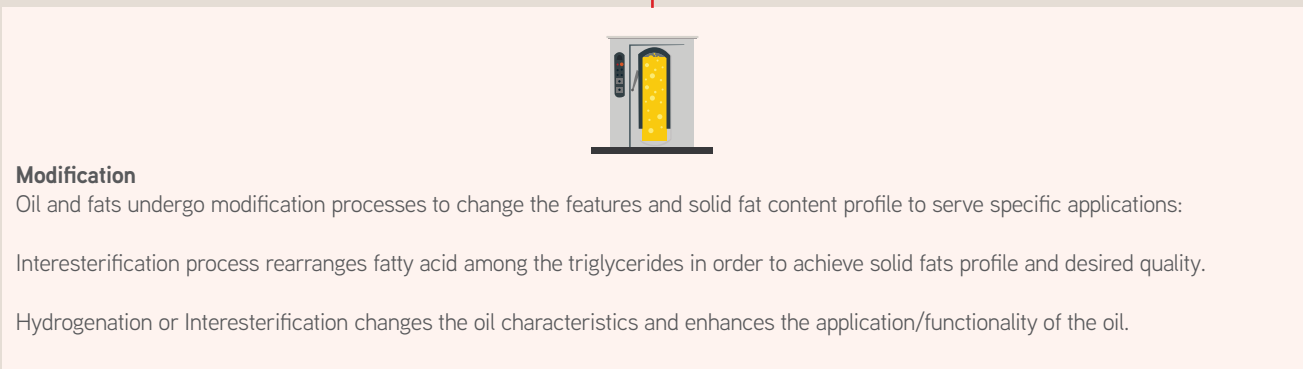 Modification
Oil and fats undergo modification processes to change the features and solid fat content profile to serve specific applications:
Interesterification process rearranges fatty acid among the triglycerides in order to achieve solid fats profile and desired quality.
Hydrogenation or Interesterification changes the oil characteristics and enhances the application/functionality of the oil.